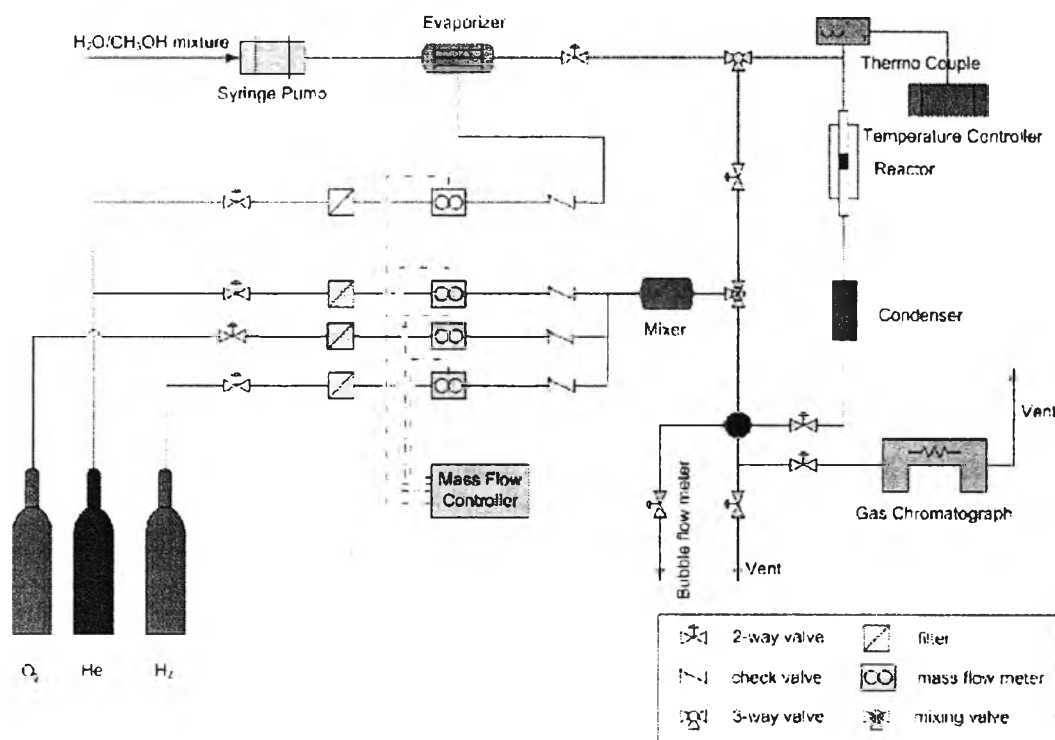 Evaporizer
H₂O/CH₃OH mixture
Syringe Pump
Thermo Couple
Temperature Controller
Reactor
Mixer
Condenser
Vent
Mass Flow
Controller
Gas Chromatograph
Bubble flow meter
Vent
O₂
He
H₂
2-way valve
filter
check valve
mass flow meter
3-way valve
mixing valve